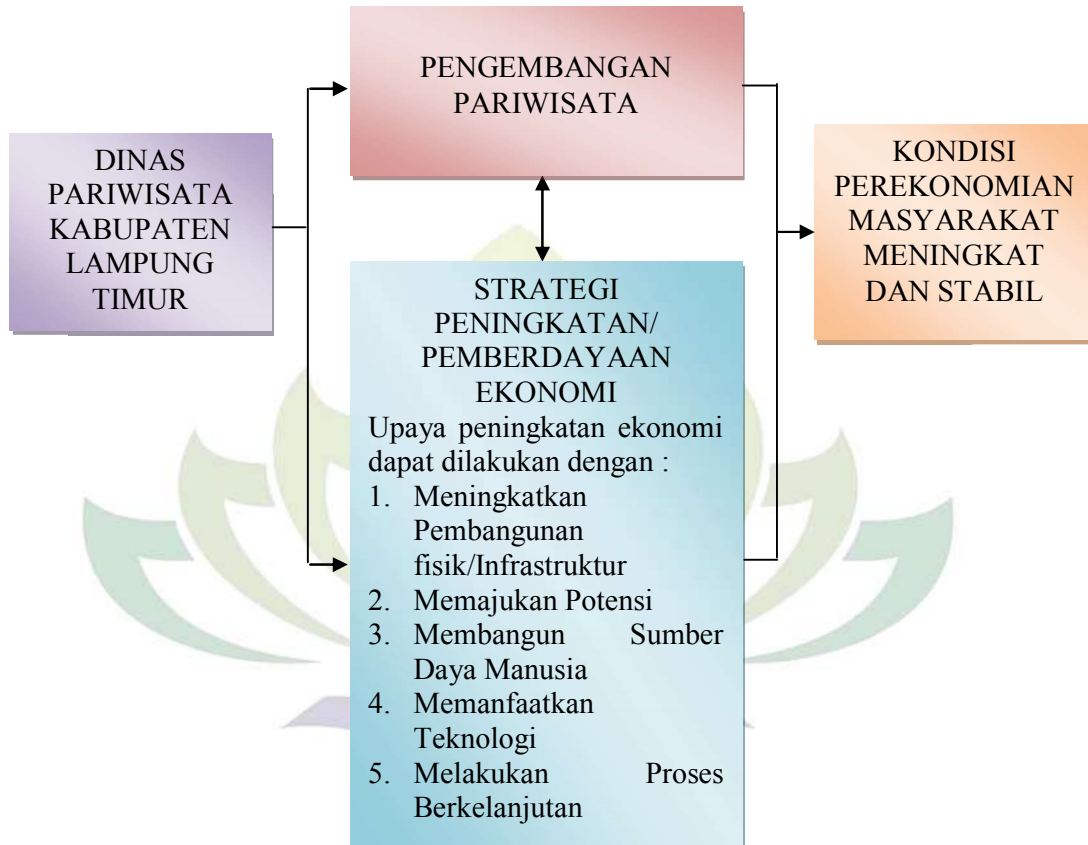 PENGEMBANGAN
PARIWISATA
DINAS
PARIWISATA
KABUPATEN
LAMPUNG
TIMUR
KONDISI
PEREKONOMIAN
MASYARAKAT
MENINGKAT
DAN STABIL
STRATEGI
PENINGKATAN/
PEMBERDAYAAN
EKONOMI
Upaya peningkatan ekonomi
dapat dilakukan dengan :
1. Meningkatkan
Pembangunan
fisik/Infrastruktur
2. Memajukan Potensi
3. Membangun Sumber
Daya Manusia
4. Memanfaatkan
Teknologi
5. Melakukan Proses
Berkelanjutan